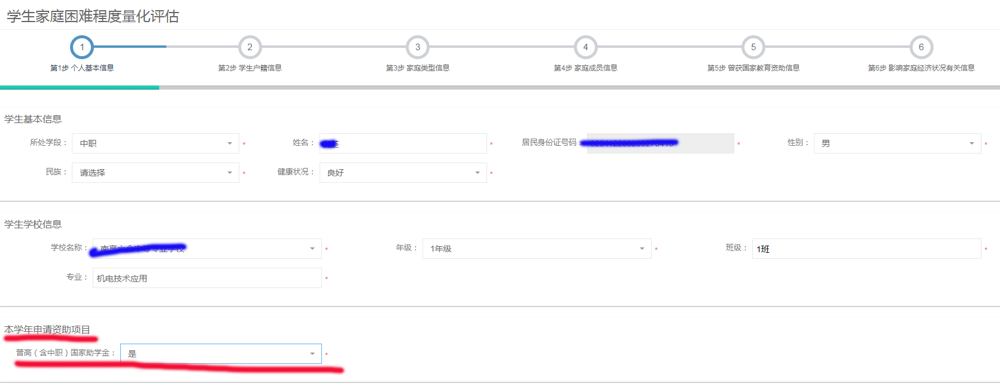 学生家庭困难程度量化评估
1 2 3 4 5 6
第1步 个人基本信息 第2步 学生户籍信息 第3步 家庭类型信息 第4步 家庭成员信息 第5步 曾获国家教育资助信息 第6步 影响家庭经济状况有关信息
学生基本信息
所处学段： 中职 * 姓名： * 居民身份证号码 * 性别： 男 *
民族： 请选择 * 健康状况： 良好 *
学生学校信息
学校名称： * 年级： 1年级 * 班级： 1班 *
专业： 机电技术应用 *
本学年申请资助项目
普高（含中职）国家助学金： 是 *